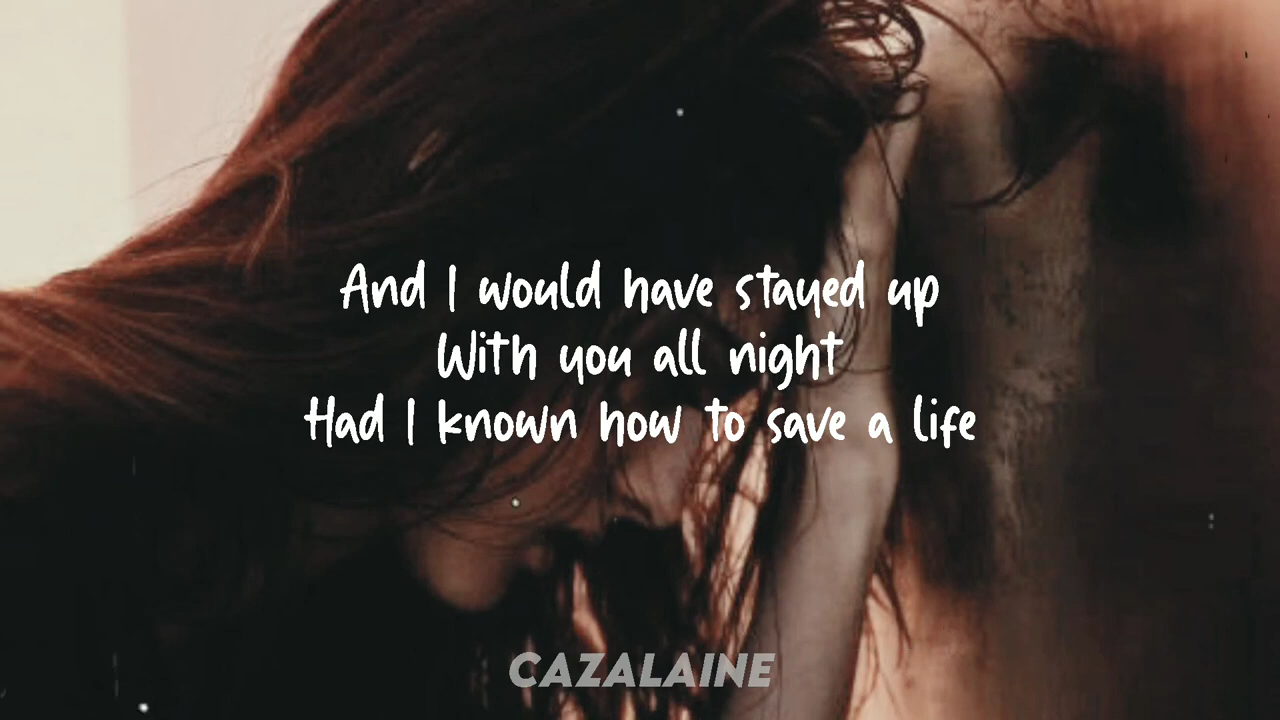 And I would have stayed up
With you all night
Had I known how to save a life
CAZALAINE